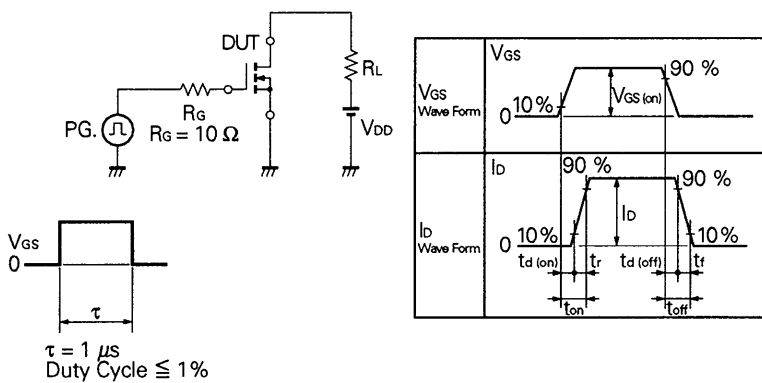 DUT
RL
RG
RG = 10 Ω
PG.
VDD
VGS
0
τ
τ = 1 μs
Duty Cycle ≦ 1%
VGS
Wave Form
VGS
90 %
VGS (on)
10%
0
ID
Wave Form
ID
90 %
90 %
ID
10%
0
10%
td (on)
tr
td (off)
tf
ton
toff